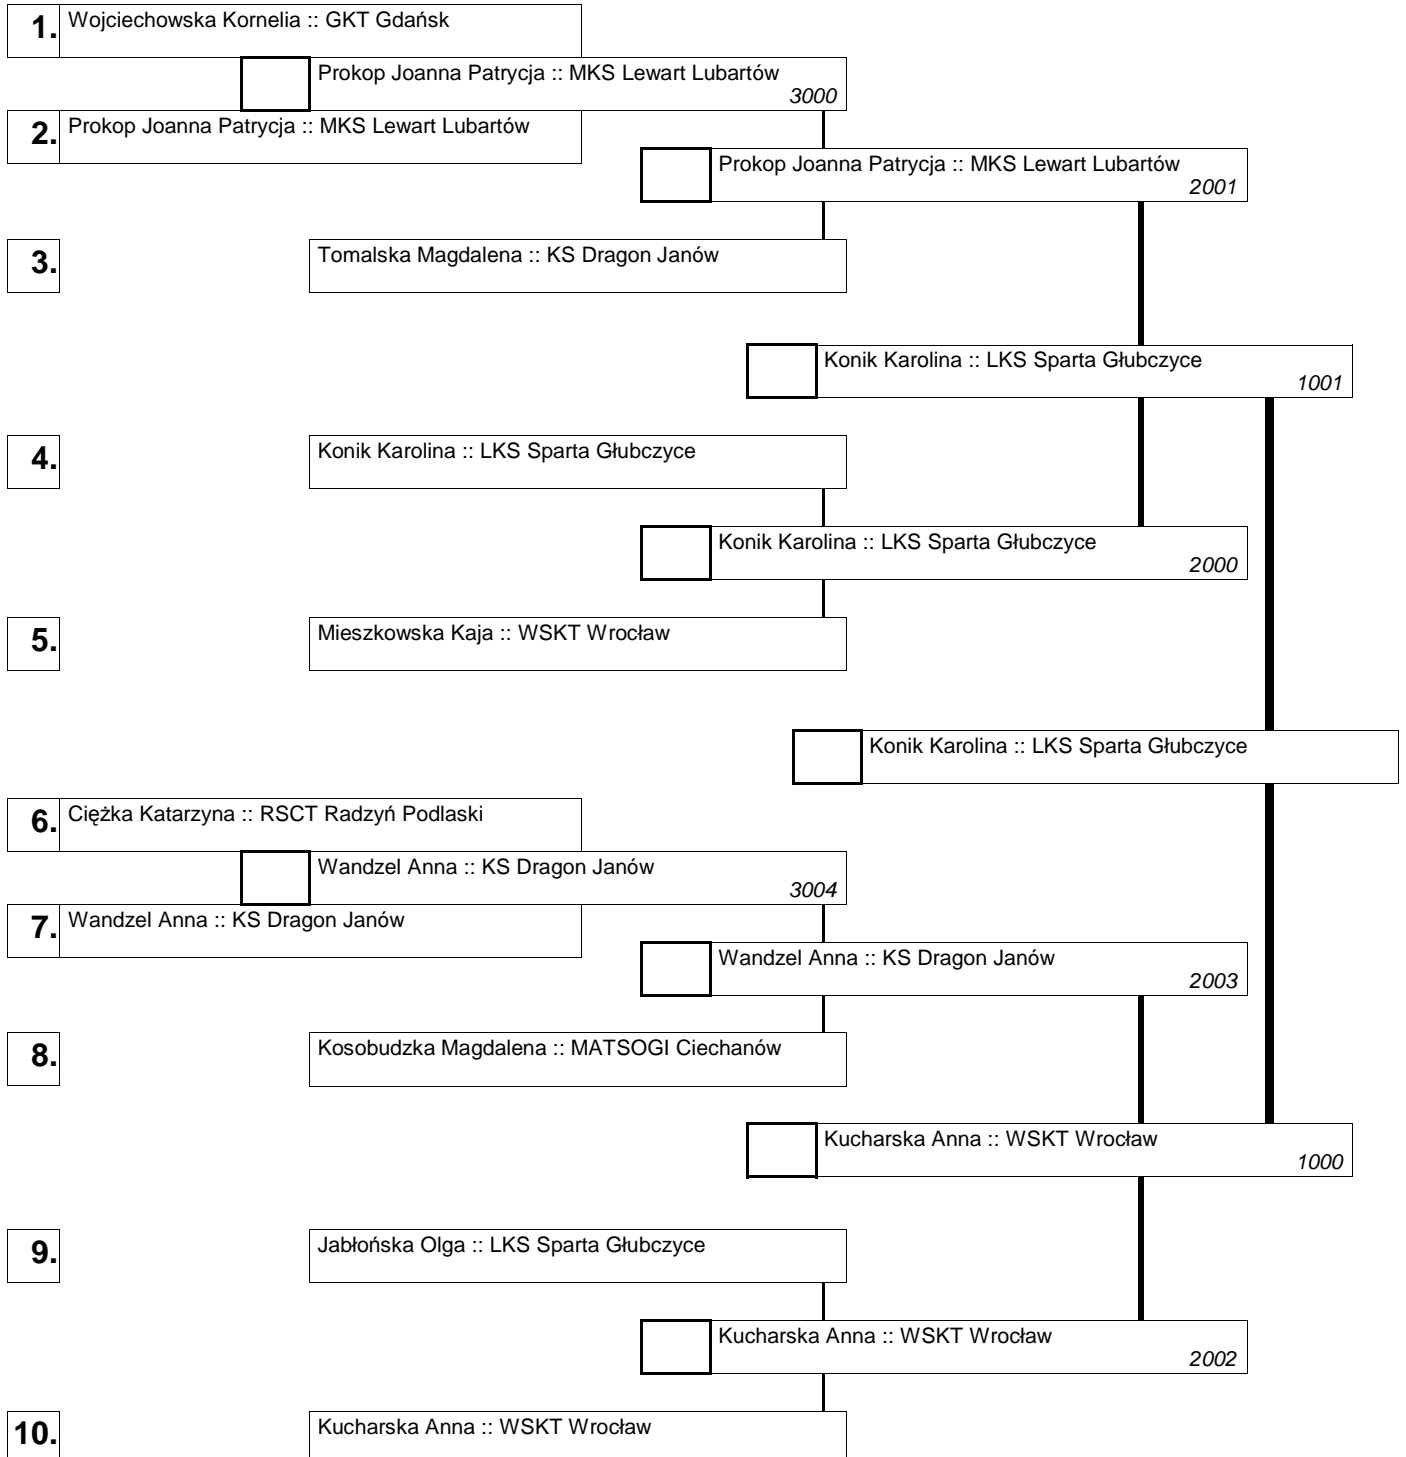 1. Wojciechowska Kornelia :: GKT Gdańsk
Prokop Joanna Patrycja :: MKS Lewart Lubartów
3000
2. Prokop Joanna Patrycja :: MKS Lewart Lubartów
Prokop Joanna Patrycja :: MKS Lewart Lubartów
2001
3. Tomalska Magdalena :: KS Dragon Janów
Konik Karolina :: LKS Sparta Głubczyce
1001
4. Konik Karolina :: LKS Sparta Głubczyce
Konik Karolina :: LKS Sparta Głubczyce
2000
5. Mieszkowska Kaja :: WSKT Wrocław
Konik Karolina :: LKS Sparta Głubczyce
6. Ciężka Katarzyna :: RSCT Radzyń Podlaski
Wandzel Anna :: KS Dragon Janów
3004
7. Wandzel Anna :: KS Dragon Janów
Wandzel Anna :: KS Dragon Janów
2003
8. Kosobudzka Magdalena :: MATSOGI Ciechanów
Kucharska Anna :: WSKT Wrocław
1000
9. Jabłońska Olga :: LKS Sparta Głubczyce
Kucharska Anna :: WSKT Wrocław
2002
10. Kucharska Anna :: WSKT Wrocław